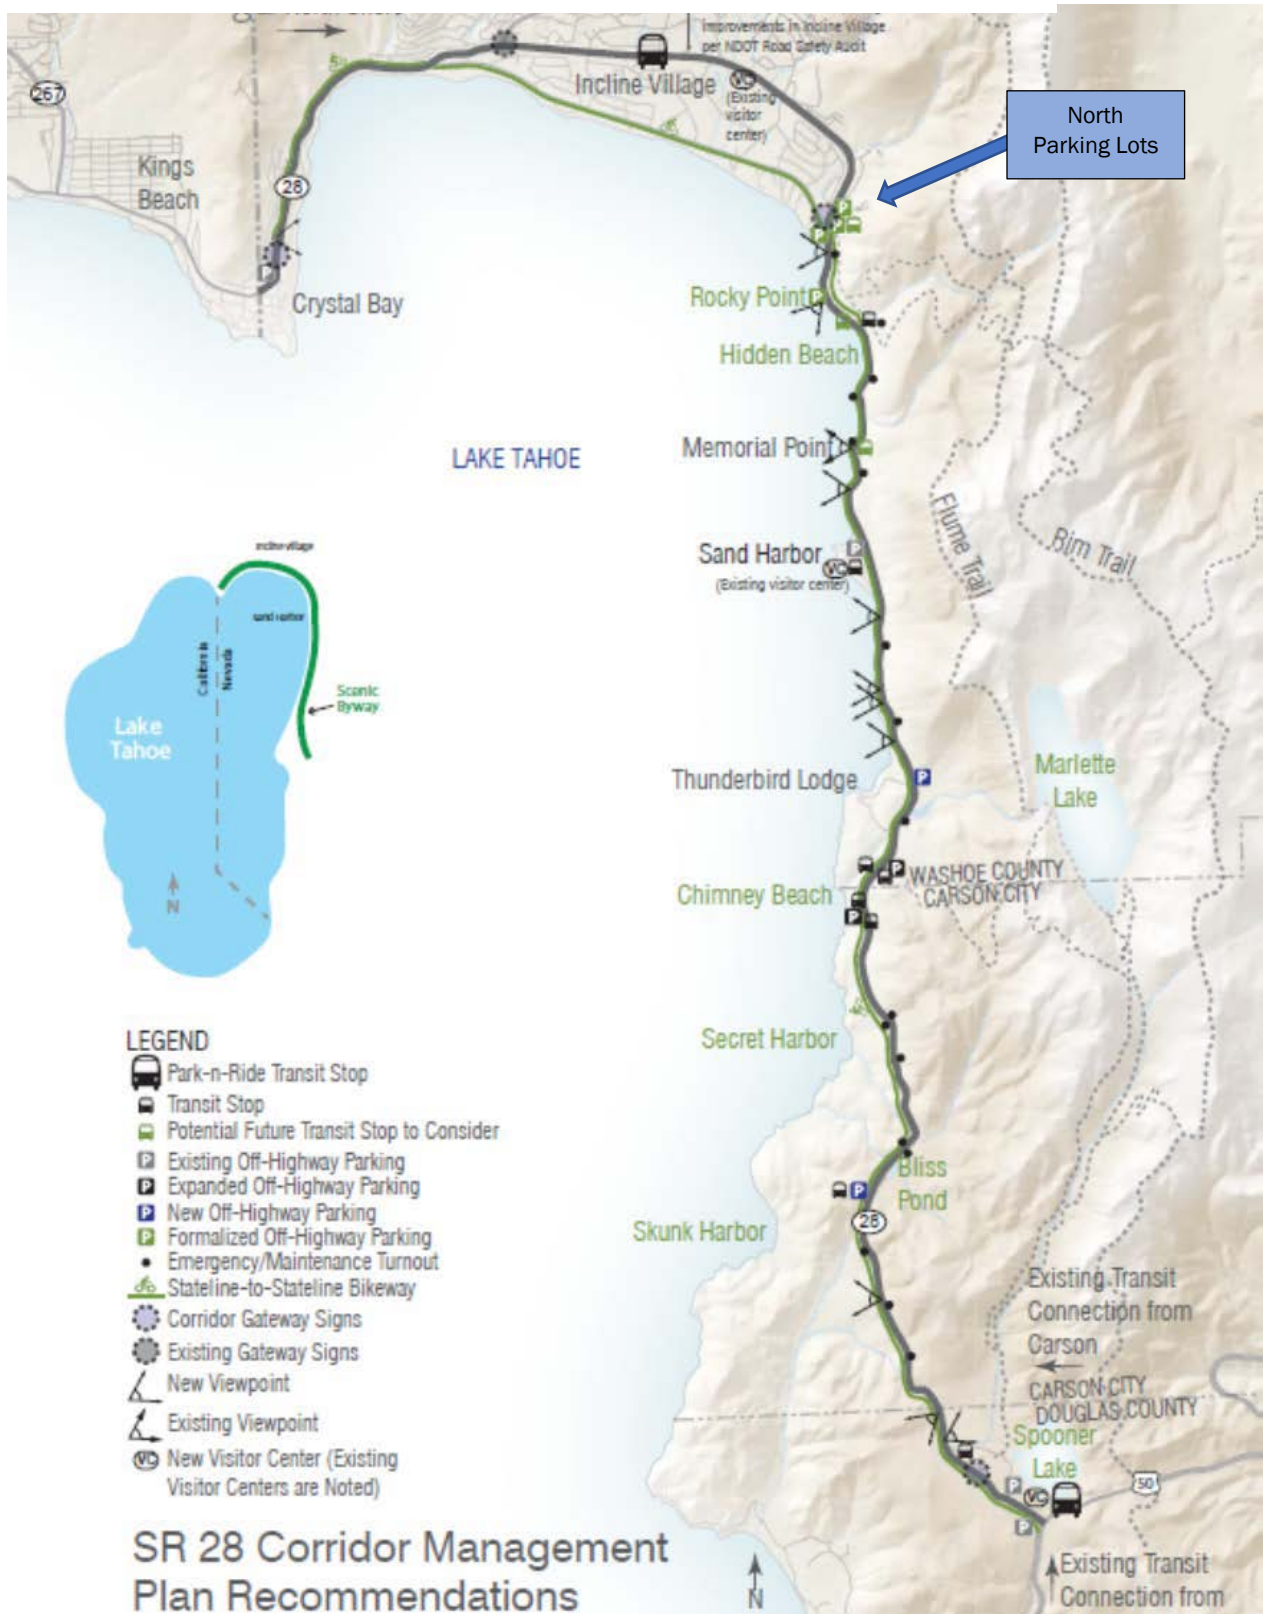 Improvements in Incline Village
per NDOT Road Safety Audit
267
Incline Village
VC
(Existing
visitor
center)
North
Parking Lots
Kings
Beach
28
P
Crystal Bay
P
P
P
P
Rocky Point
P
Hidden Beach
LAKE TAHOE
Memorial Point
Flume Trail
Rim Trail
Sand Harbor
P
VC
(Existing visitor center)
incline village
sand harbor
California
Nevada
Scenic
Byway
Lake
Tahoe
N
Thunderbird Lodge
P
Marlette
Lake
P
WASHOE COUNTY
CARSON CITY
Chimney Beach
P
Secret Harbor
LEGEND
Park-n-Ride Transit Stop
Transit Stop
Potential Future Transit Stop to Consider
P Existing Off-Highway Parking
P Expanded Off-Highway Parking
P New Off-Highway Parking
P Formalized Off-Highway Parking
Emergency/Maintenance Turnout
Stateline-to-Stateline Bikeway
Corridor Gateway Signs
Existing Gateway Signs
New Viewpoint
Existing Viewpoint
VC New Visitor Center (Existing
Visitor Centers are Noted)
Bliss
Pond
P
28
Skunk Harbor
Existing Transit
Connection from
Carson
CARSON CITY
DOUGLAS COUNTY
Spooner
Lake
P
VC
50
P
SR 28 Corridor Management
Plan Recommendations
N
Existing Transit
Connection from